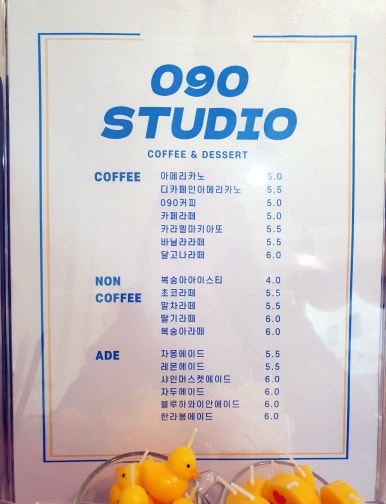 090
STUDIO
COFFEE & DESSERT
COFFEE 아메리카노 5.0
디카페인아메리카노 5.5
090커피 5.0
카페라떼 5.0
카라멜마키아또 5.5
바닐라라떼 5.5
달고나라떼 6.0
NON COFFEE 복숭아아이스티 4.0
초코라떼 5.5
말차라떼 5.5
딸기라떼 6.0
복숭아라떼 6.0
ADE 자몽에이드 5.5
레몬에이드 5.5
샤인머스켓에이드 6.0
자두에이드 6.0
블루하와이안에이드 6.0
한라봉에이드 6.0